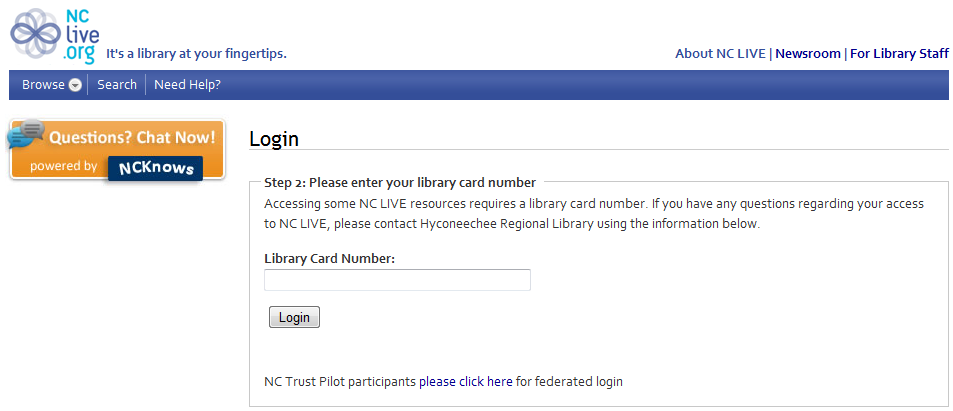 NC
live
.org
It's a library at your fingertips.
About NC LIVE | Newsroom | For Library Staff
Browse
Search
Need Help?
Questions? Chat Now!
powered by NCKnows
Login
Step 2: Please enter your library card number
Accessing some NC LIVE resources requires a library card number. If you have any questions regarding your access
to NC LIVE, please contact Hyconeechee Regional Library using the information below.
Library Card Number:
Login
NC Trust Pilot participants please click here for federated login